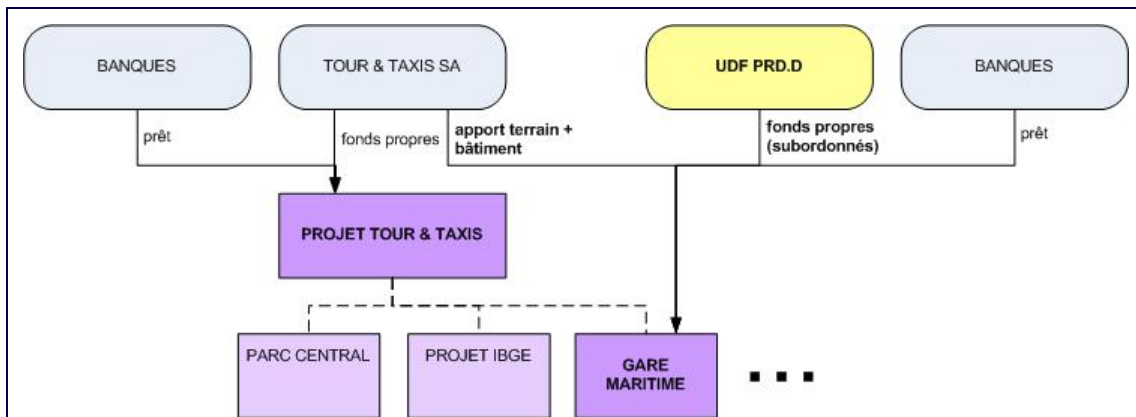 BANQUES
TOUR & TAXIS SA
UDF PRD.D
BANQUES
prêt
fonds propres
apport terrain +
bâtiment
fonds propres
(subordonnés)
prêt
PROJET TOUR & TAXIS
PARC CENTRAL
PROJET IBGE
GARE
MARITIME